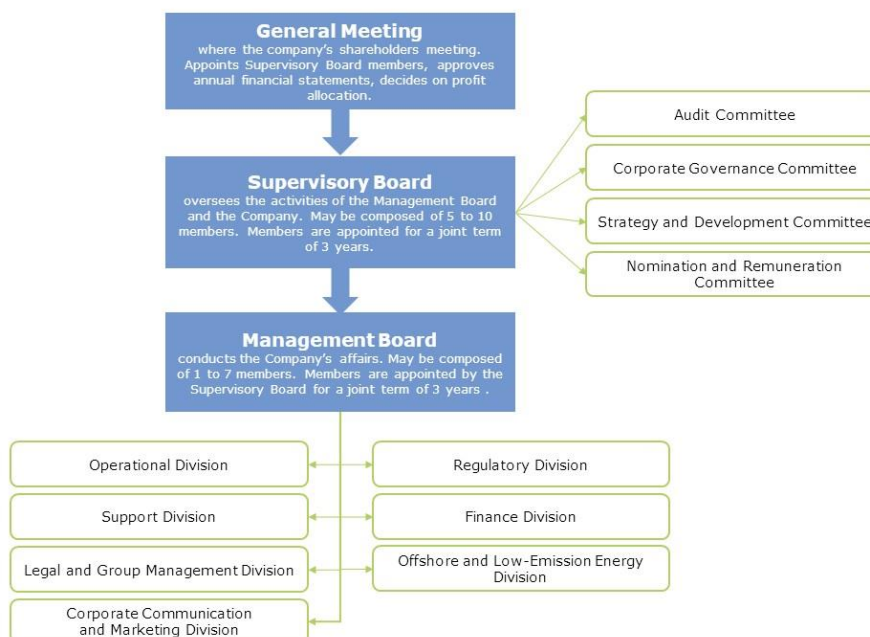 General Meeting
where the company's shareholders meeting.
Appoints Supervisory Board members, approves
annual financial statements, decides on profit
allocation.
Supervisory Board
oversees the activities of the Management Board
and the Company. May be composed of 5 to 10
members. Members are appointed for a joint term
of 3 years.
Audit Committee
Corporate Governance Committee
Strategy and Development Committee
Nomination and Remuneration
Committee
Management Board
conducts the Company's affairs. May be composed
of 1 to 7 members. Members are appointed by the
Supervisory Board for a joint term of 3 years .
Operational Division
Regulatory Division
Support Division
Finance Division
Legal and Group Management Division
Offshore and Low-Emission Energy
Division
Corporate Communication
and Marketing Division